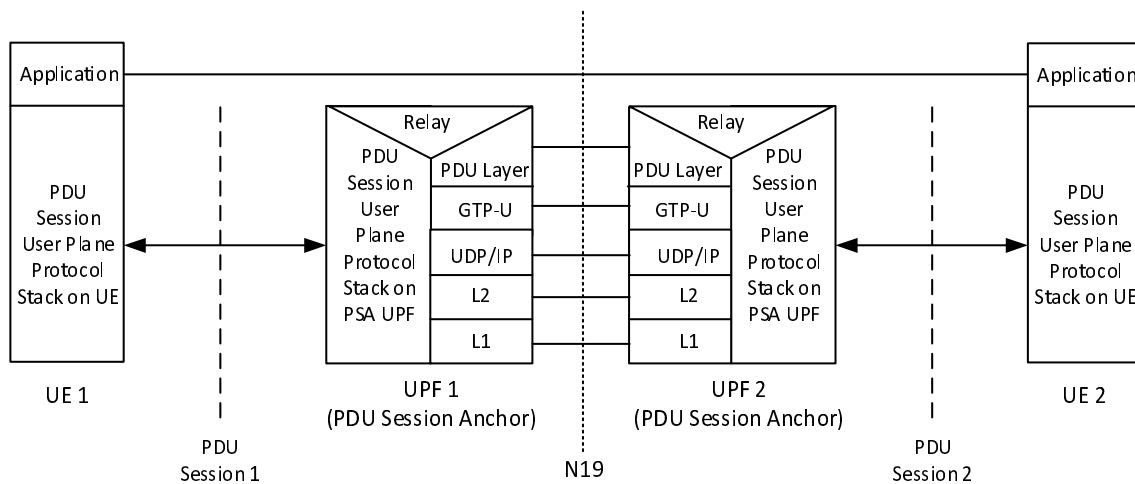 Application
PDU
Session
User Plane
Protocol
Stack on UE
UE 1
PDU
Session 1
Relay
PDU
Session
User
Plane
Protocol
Stack on
PSA UPF
PDU Layer
GTP-U
UDP/IP
L2
L1
UPF 1
(PDU Session Anchor)
N19
Relay
PDU Layer
GTP-U
UDP/IP
L2
L1
PDU
Session
User
Plane
Protocol
Stack on
PSA UPF
UPF 2
(PDU Session Anchor)
PDU
Session 2
Application
PDU
Session
User Plane
Protocol
Stack on UE
UE 2